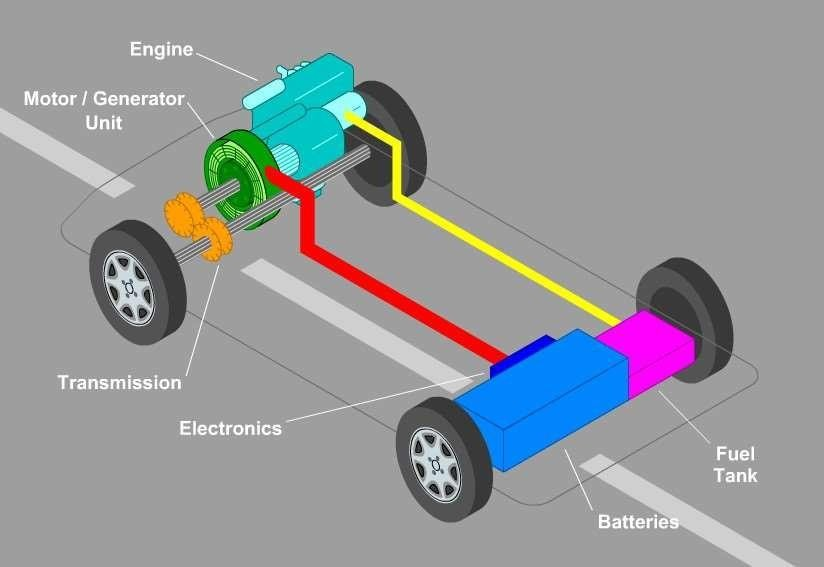 Engine
Motor / Generator
Unit
Transmission
Electronics
Fuel
Tank
Batteries